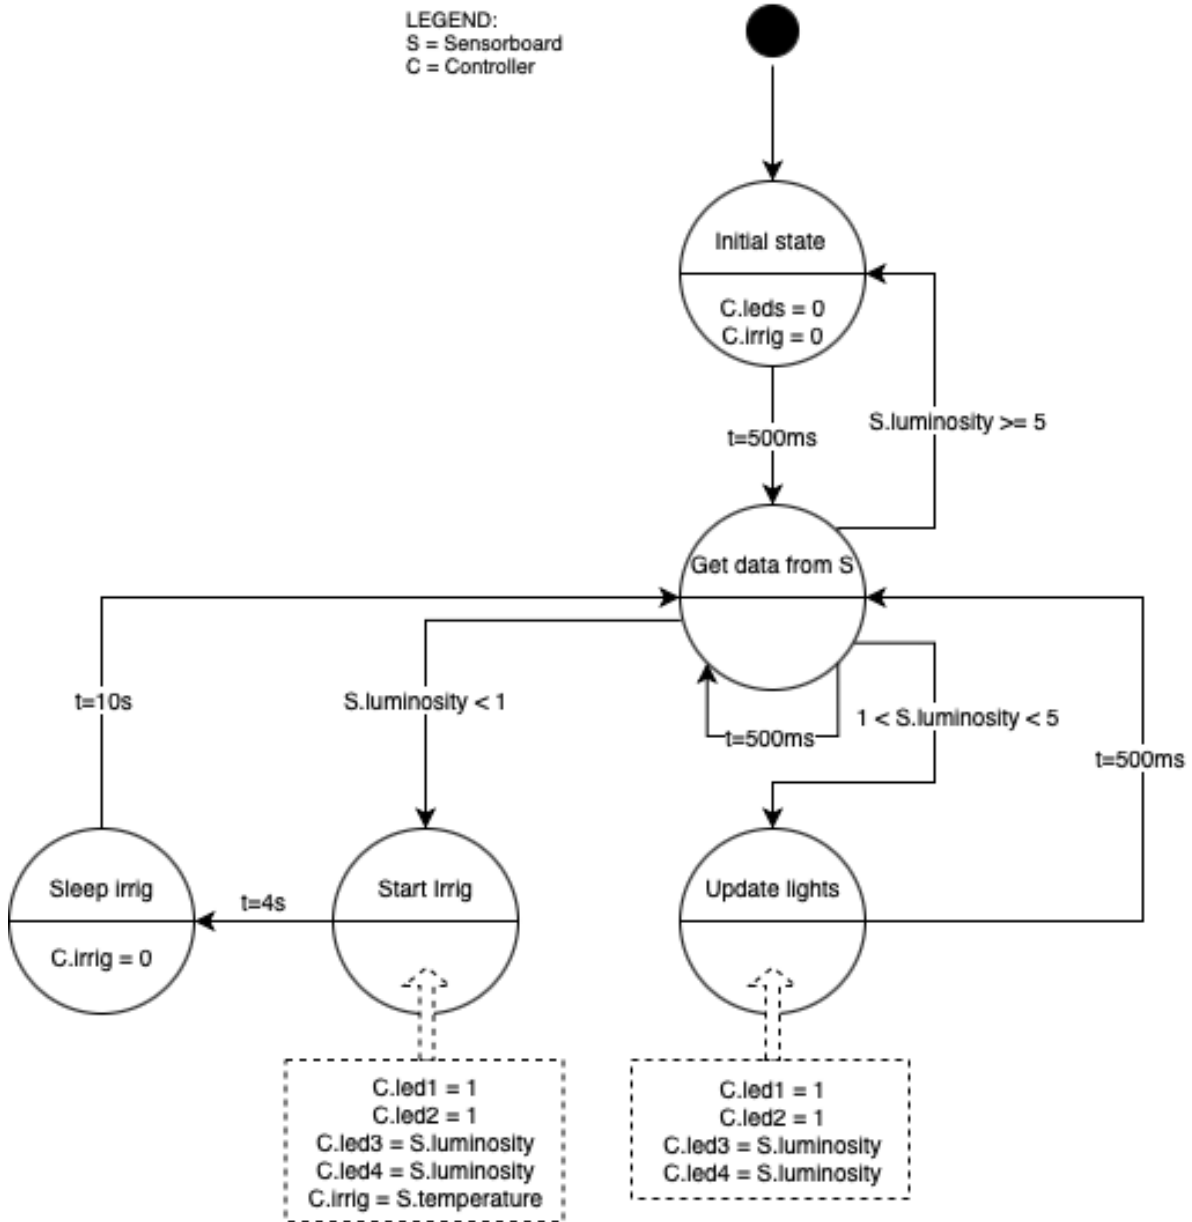 LEGEND:
S = Sensorboard
C = Controller
Initial state
C.leds = 0
C.irrig = 0
S.luminosity >= 5
t=500ms
Get data from S
t=10s
S.luminosity < 1
1 < S.luminosity < 5
t=500ms
t=500ms
Sleep irrig
t=4s
Start Irrig
Update lights
C.irrig = 0
C.led1 = 1
C.led2 = 1
C.led3 = S.luminosity
C.led4 = S.luminosity
C.irrig = S.temperature
C.led1 = 1
C.led2 = 1
C.led3 = S.luminosity
C.led4 = S.luminosity